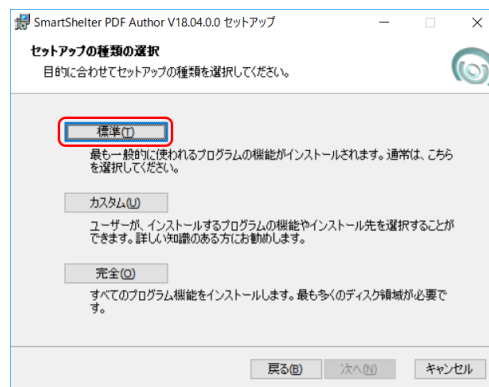 SmartShelter PDF Author V18.04.0.0 セットアップ
セットアップの種類の選択
目的に合わせてセットアップの種類を選択してください。
標準(T)
最も一般的に使われるプログラムの機能がインストールされます。通常は、こちら
を選択してください。
カスタム(U)
ユーザーが、インストールするプログラムの機能やインストール先を選択することが
できます。詳しい知識のある方にお勧めします。
完全(O)
すべてのプログラム機能をインストールします。最も多くのディスク領域が必要で
す。
戻る(B) 次へ(N) キャンセル